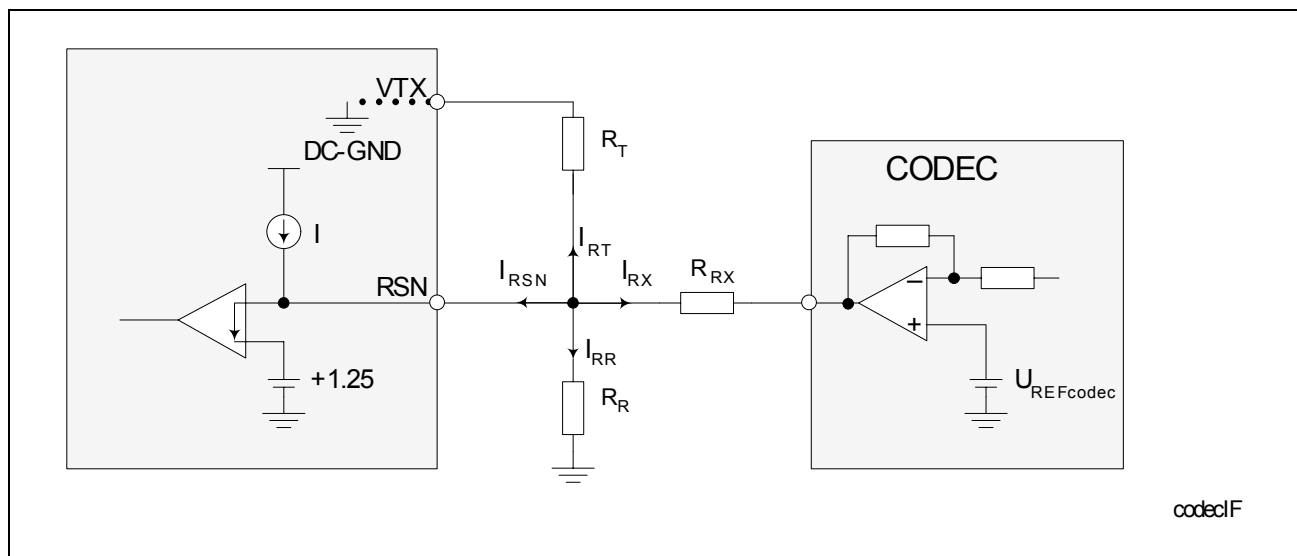 VTX
DC-GND
R_T
CODEC
I
I_RT
RSN
I_RSN
I_RX
R_RX
−
+
I_RR
+1.25
R_R
U_REFcodec
codecIF